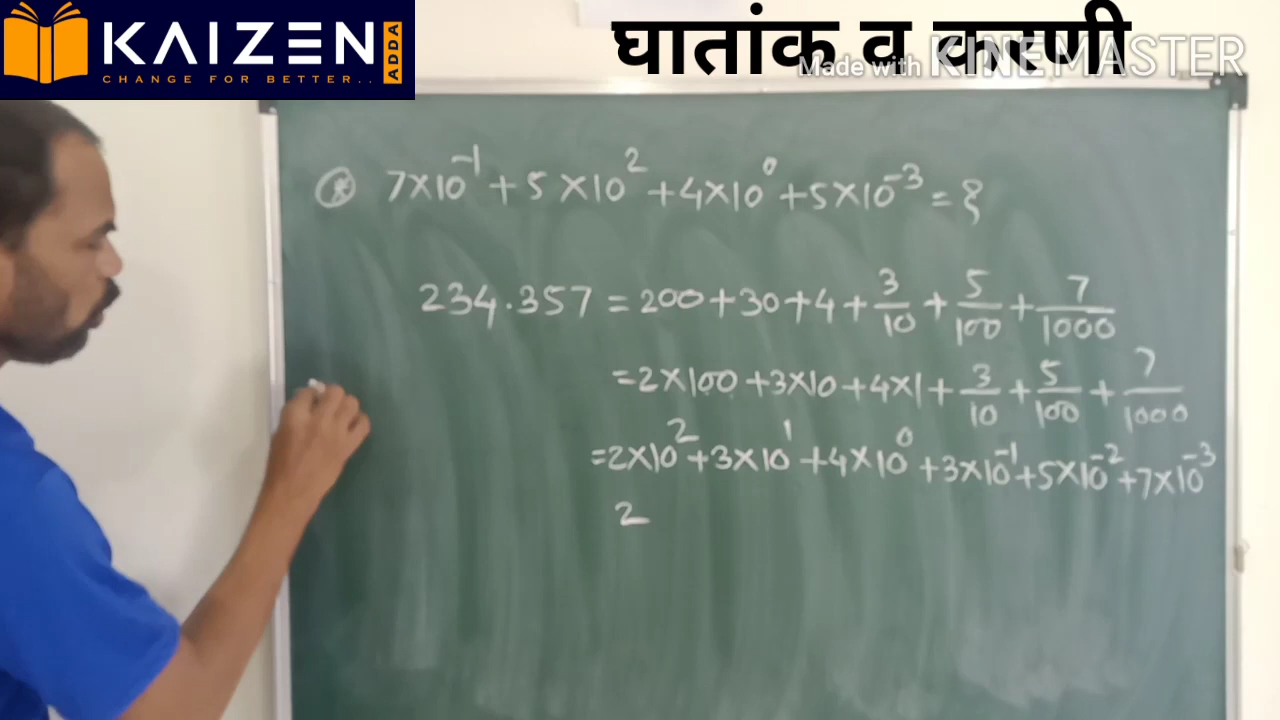 KAIZEN ADDA
CHANGE FOR BETTER..
घातांक व करणी
Made with KINEMASTER
⊛ 7×10⁻¹ + 5×10² + 4×10⁰ + 5×10⁻³ = ?
234.357 = 200 + 30 + 4 + 3/10 + 5/100 + 7/1000
= 2×100 + 3×10 + 4×1 + 3/10 + 5/100 + 7/1000
= 2×10² + 3×10¹ + 4×10⁰ + 3×10⁻¹ + 5×10⁻² + 7×10⁻³
2